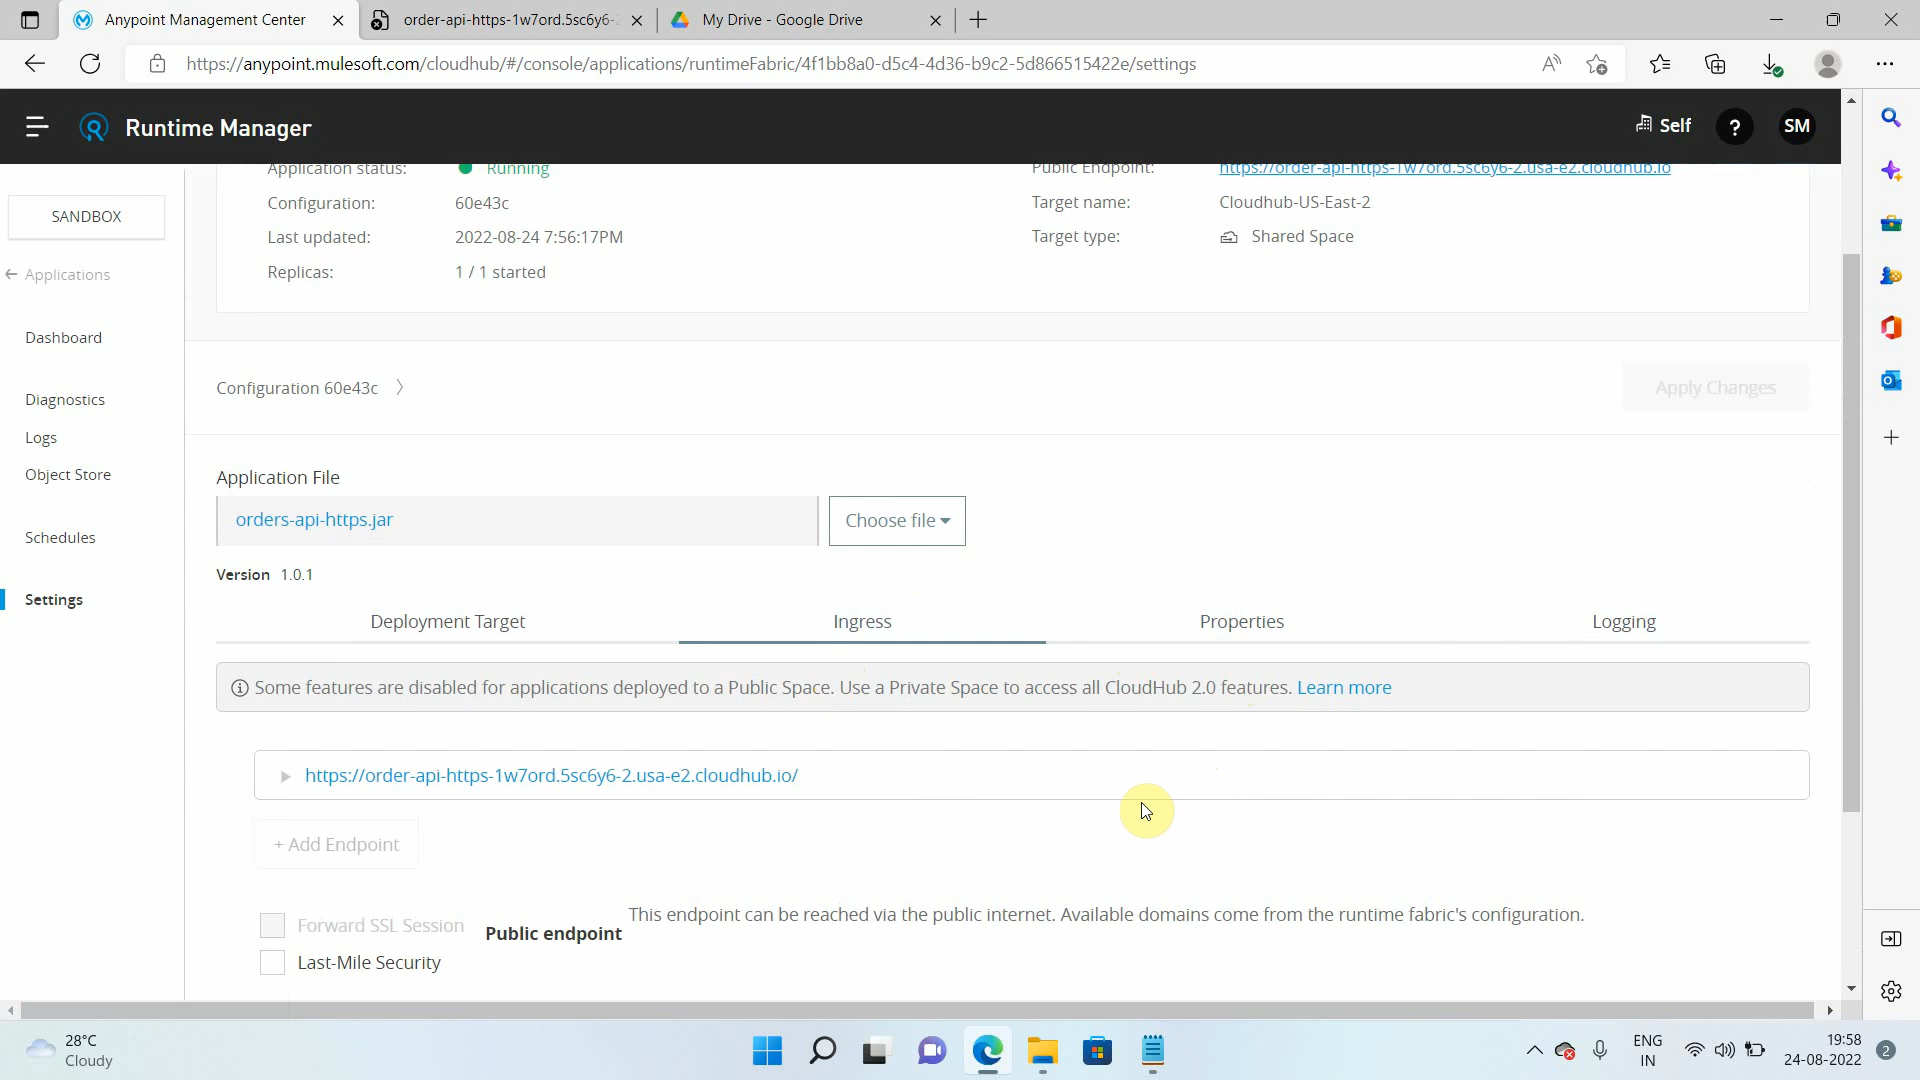 Anypoint Management Center
order-api-https-1w7ord.5sc6y6-2
My Drive - Google Drive
https://anypoint.mulesoft.com/cloudhub/#/console/applications/runtimeFabric/4f1bb8a0-d5c4-4d36-b9c2-5d866515422e/settings
Runtime Manager
Self
?
SM
Application status: Running
Public Endpoint: https://order-api-https-1w7ord.5sc6y6-2.usa-e2.cloudhub.io
SANDBOX
Configuration: 60e43c
Target name: Cloudhub-US-East-2
Last updated: 2022-08-24 7:56:17PM
Target type: Shared Space
Replicas: 1 / 1 started
Applications
Dashboard
Diagnostics
Logs
Object Store
Schedules
Settings
Configuration 60e43c
Apply Changes
Application File
orders-api-https.jar
Choose file
Version 1.0.1
Deployment Target
Ingress
Properties
Logging
Some features are disabled for applications deployed to a Public Space. Use a Private Space to access all CloudHub 2.0 features. Learn more
https://order-api-https-1w7ord.5sc6y6-2.usa-e2.cloudhub.io/
+ Add Endpoint
Forward SSL Session
Last-Mile Security
Public endpoint
This endpoint can be reached via the public internet. Available domains come from the runtime fabric's configuration.
28°C
Cloudy
ENG
IN
19:58
24-08-2022
2